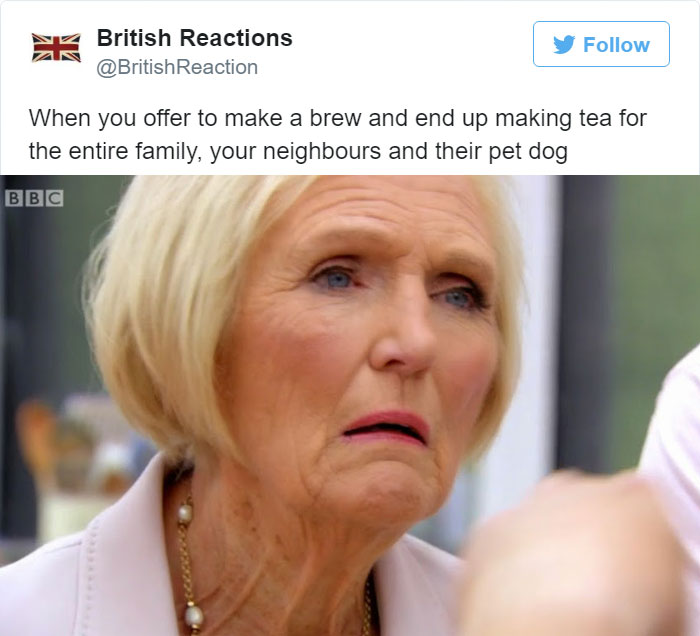 British Reactions
@BritishReaction
Follow
When you offer to make a brew and end up making tea for
the entire family, your neighbours and their pet dog
BBC